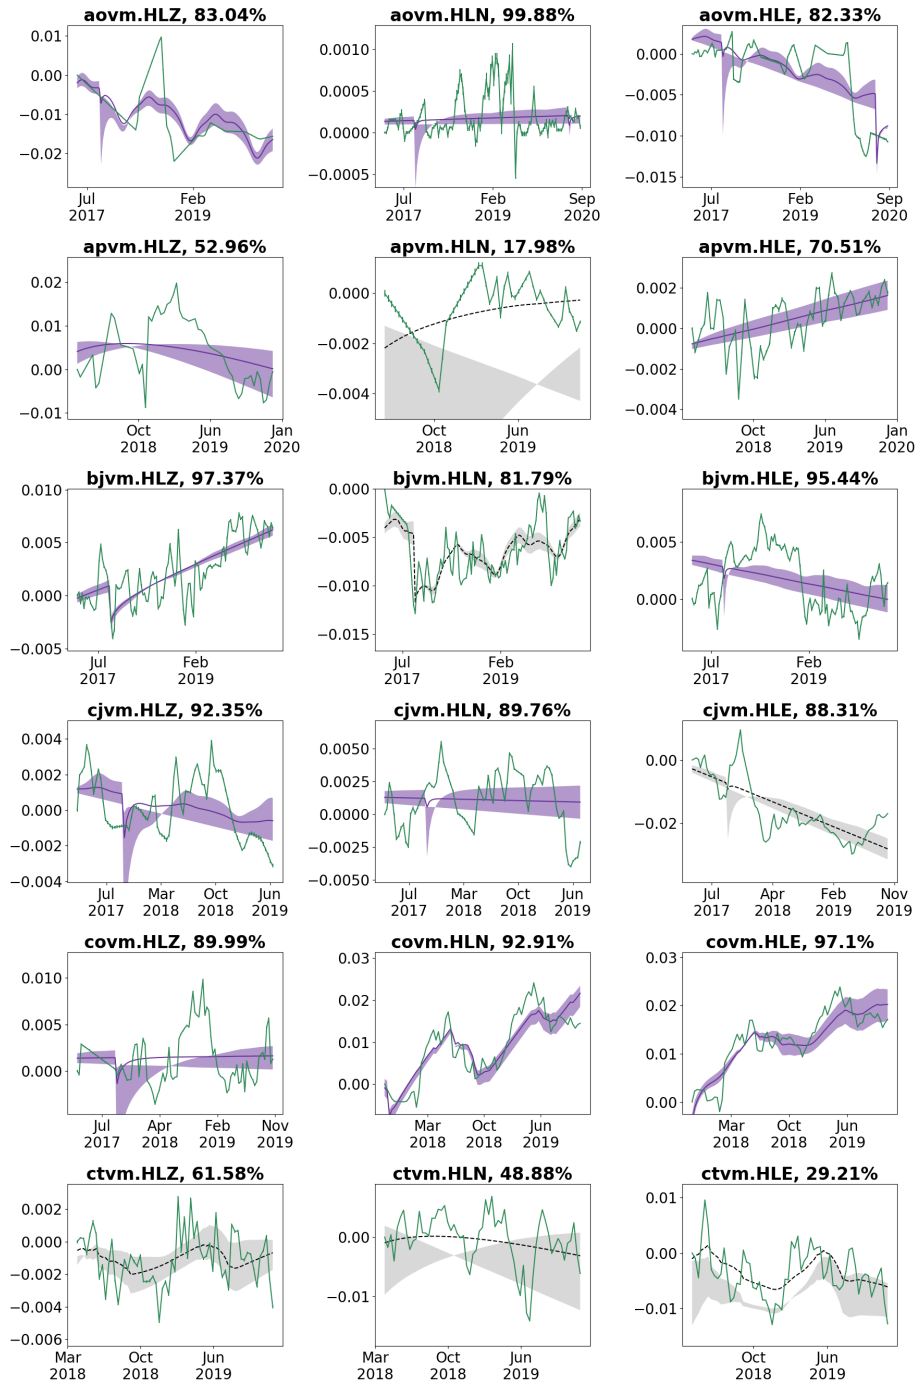 aovm.HLZ, 83.04%
0.01
0.00
−0.01
−0.02
Jul
2017
Feb
2019
aovm.HLN, 99.88%
0.0010
0.0005
0.0000
−0.0005
Jul
2017
Feb
2019
Sep
2020
aovm.HLE, 82.33%
0.000
−0.005
−0.010
−0.015
Jul
2017
Feb
2019
Sep
2020
apvm.HLZ, 52.96%
0.02
0.01
0.00
−0.01
Oct
2018
Jun
2019
Jan
2020
apvm.HLN, 17.98%
0.000
−0.002
−0.004
Oct
2018
Jun
2019
apvm.HLE, 70.51%
0.002
0.000
−0.002
−0.004
Oct
2018
Jun
2019
Jan
2020
bjvm.HLZ, 97.37%
0.010
0.005
0.000
−0.005
Jul
2017
Feb
2019
bjvm.HLN, 81.79%
0.000
−0.005
−0.010
−0.015
Jul
2017
Feb
2019
bjvm.HLE, 95.44%
0.005
0.000
Jul
2017
Feb
2019
cjvm.HLZ, 92.35%
0.004
0.002
0.000
−0.002
−0.004
Jul
2017
Mar
2018
Oct
2018
Jun
2019
cjvm.HLN, 89.76%
0.0050
0.0025
0.0000
−0.0025
−0.0050
Jul
2017
Mar
2018
Oct
2018
Jun
2019
cjvm.HLE, 88.31%
0.00
−0.02
Jul
2017
Apr
2018
Feb
2019
Nov
2019
covm.HLZ, 89.99%
0.010
0.005
0.000
Jul
2017
Apr
2018
Feb
2019
Nov
2019
covm.HLN, 92.91%
0.03
0.02
0.01
0.00
Mar
2018
Oct
2018
Jun
2019
covm.HLE, 97.1%
0.03
0.02
0.01
0.00
Mar
2018
Oct
2018
Jun
2019
ctvm.HLZ, 61.58%
0.002
0.000
−0.002
−0.004
−0.006
Mar
2018
Oct
2018
Jun
2019
ctvm.HLN, 48.88%
0.00
−0.01
Mar
2018
Oct
2018
Jun
2019
ctvm.HLE, 29.21%
0.01
0.00
−0.01
Oct
2018
Jun
2019